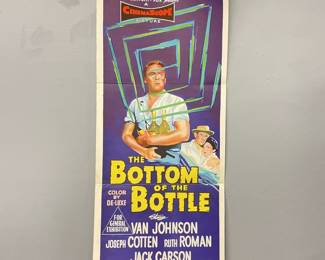 A
CINEMASCOPE
PICTURE
THE
BOTTOM
OF THE
BOTTLE
COLOR
BY
DE-LUXE
FOR
GENERAL
EXHIBITION
VAN JOHNSON
JOSEPH COTTEN RUTH ROMAN
JACK CARSON